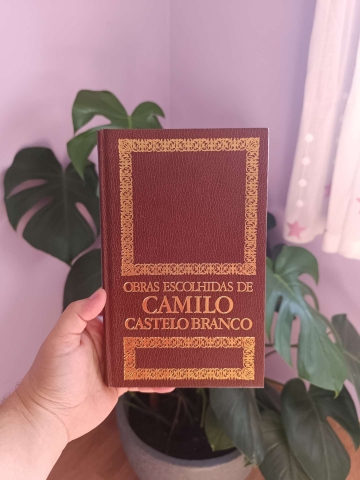 OBRAS ESCOLHIDAS DE
CAMILO
CASTELO BRANCO